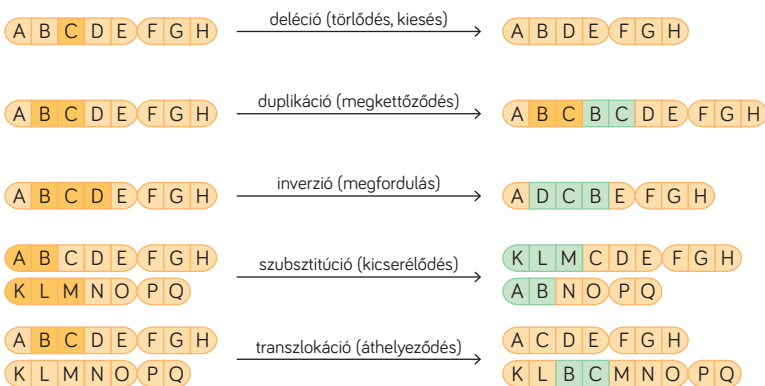 A B C D E F G H deléció (törlődés, kiesés) A B D E F G H
A B C D E F G H duplikáció (megkettőződés) A B C B C D E F G H
A B C D E F G H inverzió (megfordulás) A D C B E F G H
A B C D E F G H
K L M N O P Q
szubsztitúció (kicserélődés)
K L M C D E F G H
A B N O P Q
A B C D E F G H
K L M N O P Q
transzlokáció (áthelyeződés)
A C D E F G H
K L B C M N O P Q